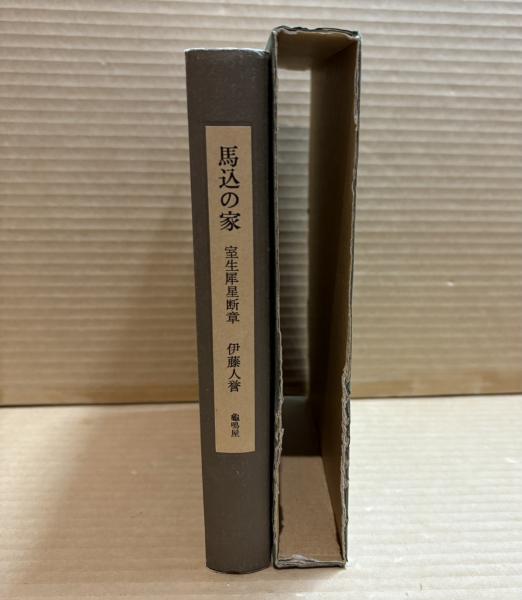 馬込の家
室生犀星断章
伊藤人誉
龜鳴屋